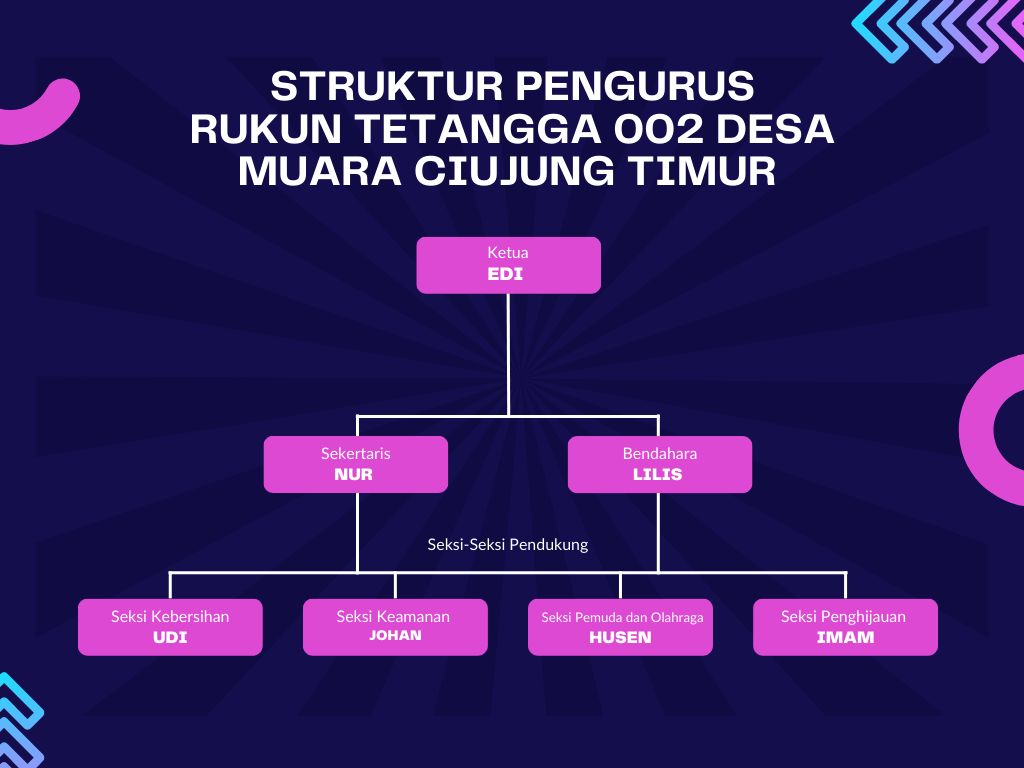 STRUKTUR PENGURUS
RUKUN TETANGGA 002 DESA
MUARA CIUJUNG TIMUR
Ketua
EDI
Sekertaris
NUR
Bendahara
LILIS
Seksi-Seksi Pendukung
Seksi Kebersihan
UDI
Seksi Keamanan
JOHAN
Seksi Pemuda dan Olahraga
HUSEN
Seksi Penghijauan
IMAM